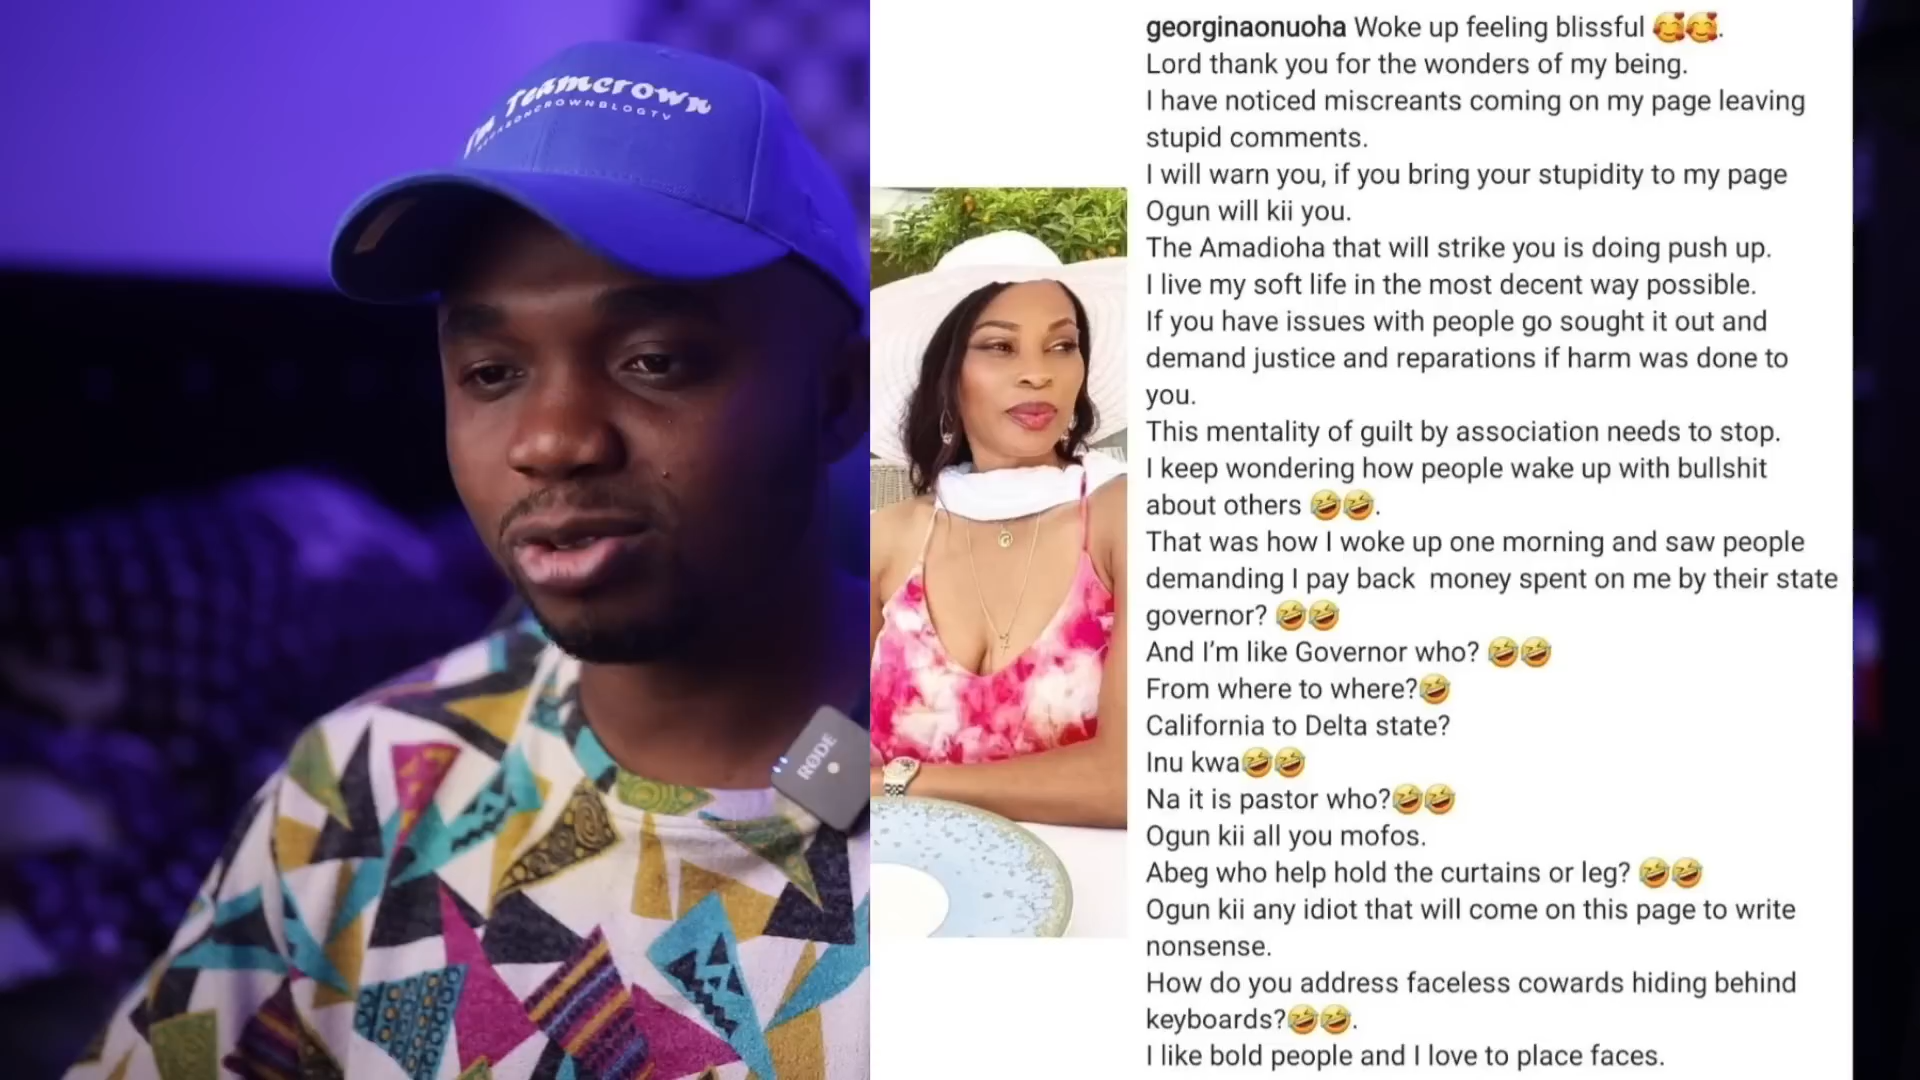 I'm Teamcrown
georginaonuoha Woke up feeling blissful 🥰🥰.
Lord thank you for the wonders of my being.
I have noticed miscreants coming on my page leaving
stupid comments.
I will warn you, if you bring your stupidity to my page
Ogun will kii you.
The Amadioha that will strike you is doing push up.
I live my soft life in the most decent way possible.
If you have issues with people go sought it out and
demand justice and reparations if harm was done to
you.
This mentality of guilt by association needs to stop.
I keep wondering how people wake up with bullshit
about others 🤣🤣.
That was how I woke up one morning and saw people
demanding I pay back  money spent on me by their state
governor? 🤣🤣
And I’m like Governor who? 🤣🤣
From where to where?🤣
California to Delta state?
Inu kwa🤣🤣
Na it is pastor who?🤣🤣
Ogun kii all you mofos.
Abeg who help hold the curtains or leg? 🤣🤣
Ogun kii any idiot that will come on this page to write
nonsense.
How do you address faceless cowards hiding behind
keyboards?🤣🤣.
I like bold people and I love to place faces.
RØDE